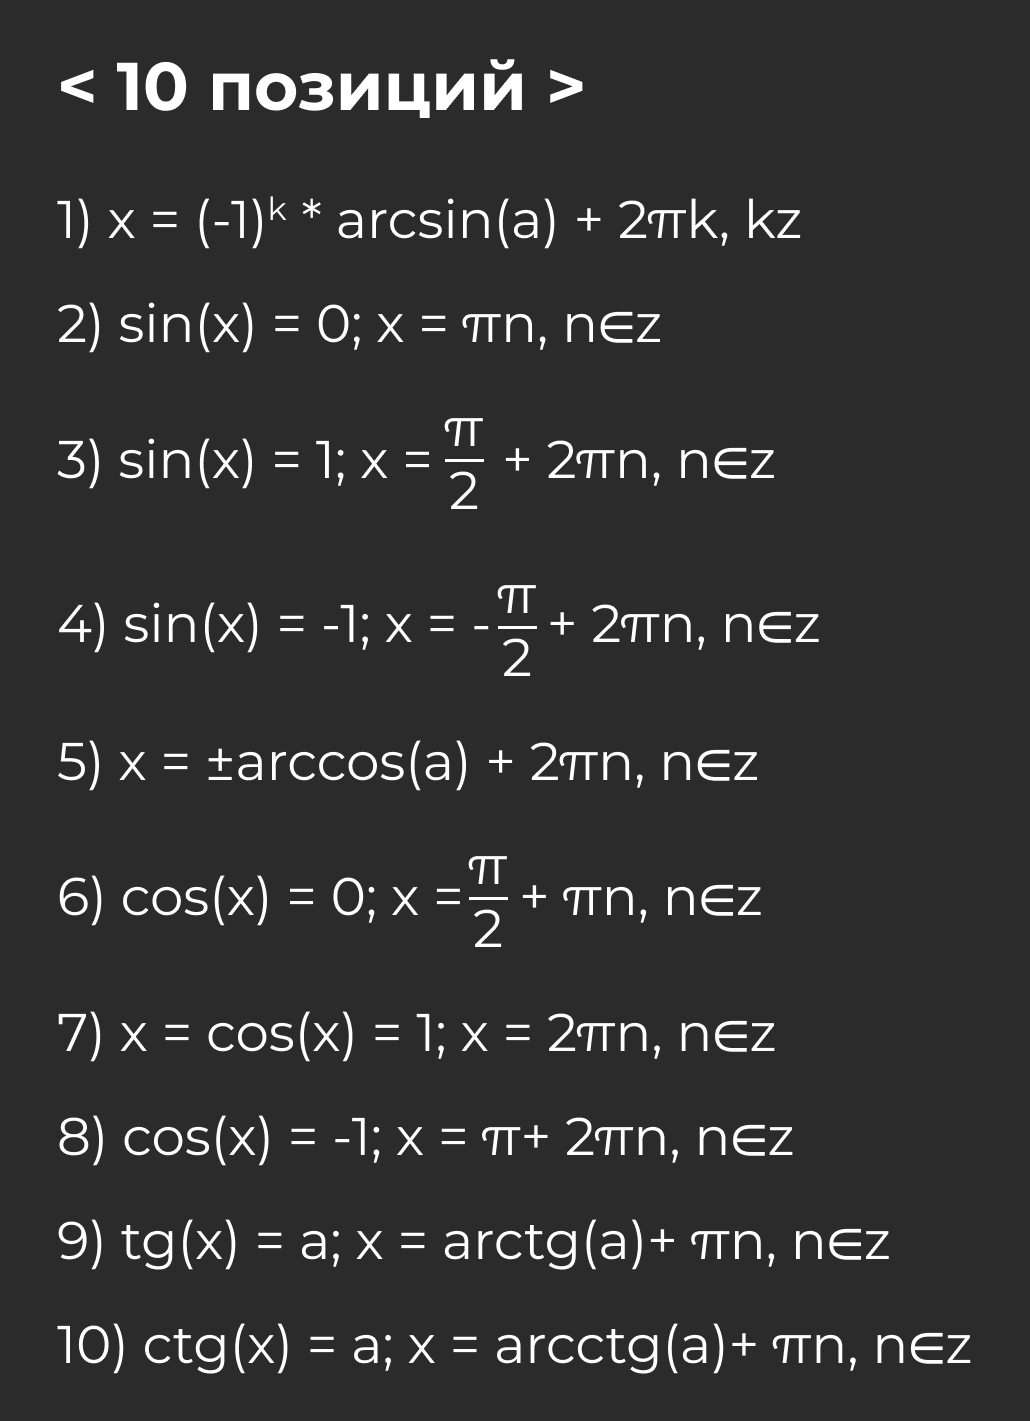 < 10 позиций >
1) x = (-1)ᵏ * arcsin(a) + 2πk, kz
2) sin(x) = 0; x = πn, n∈z
3) sin(x) = 1; x = π/2 + 2πn, n∈z
4) sin(x) = -1; x = -π/2 + 2πn, n∈z
5) x = ±arccos(a) + 2πn, n∈z
6) cos(x) = 0; x = π/2 + πn, n∈z
7) x = cos(x) = 1; x = 2πn, n∈z
8) cos(x) = -1; x = π+ 2πn, n∈z
9) tg(x) = a; x = arctg(a)+ πn, n∈z
10) ctg(x) = a; x = arcctg(a)+ πn, n∈z